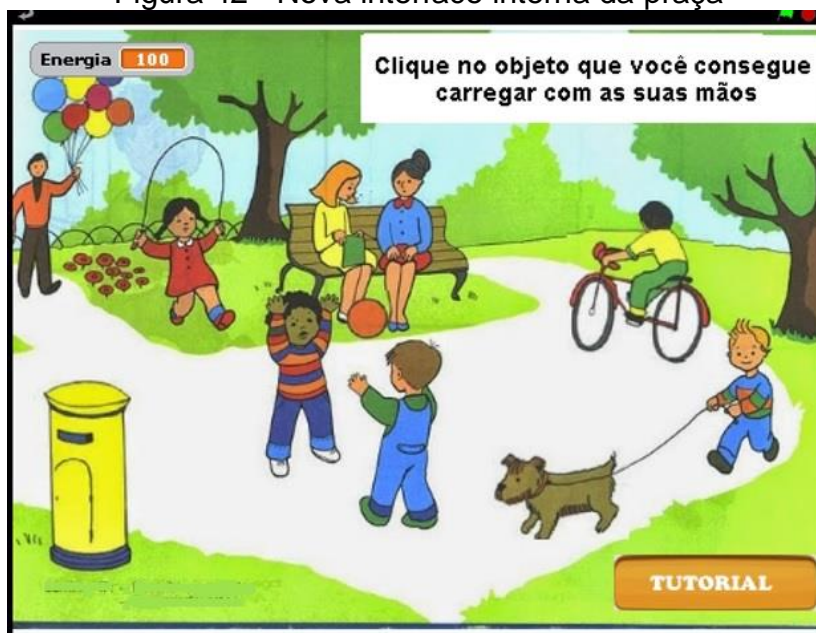 Figura 42 - Nova interface interna da praça
Energia 100
Clique no objeto que você consegue
carregar com as suas mãos
TUTORIAL